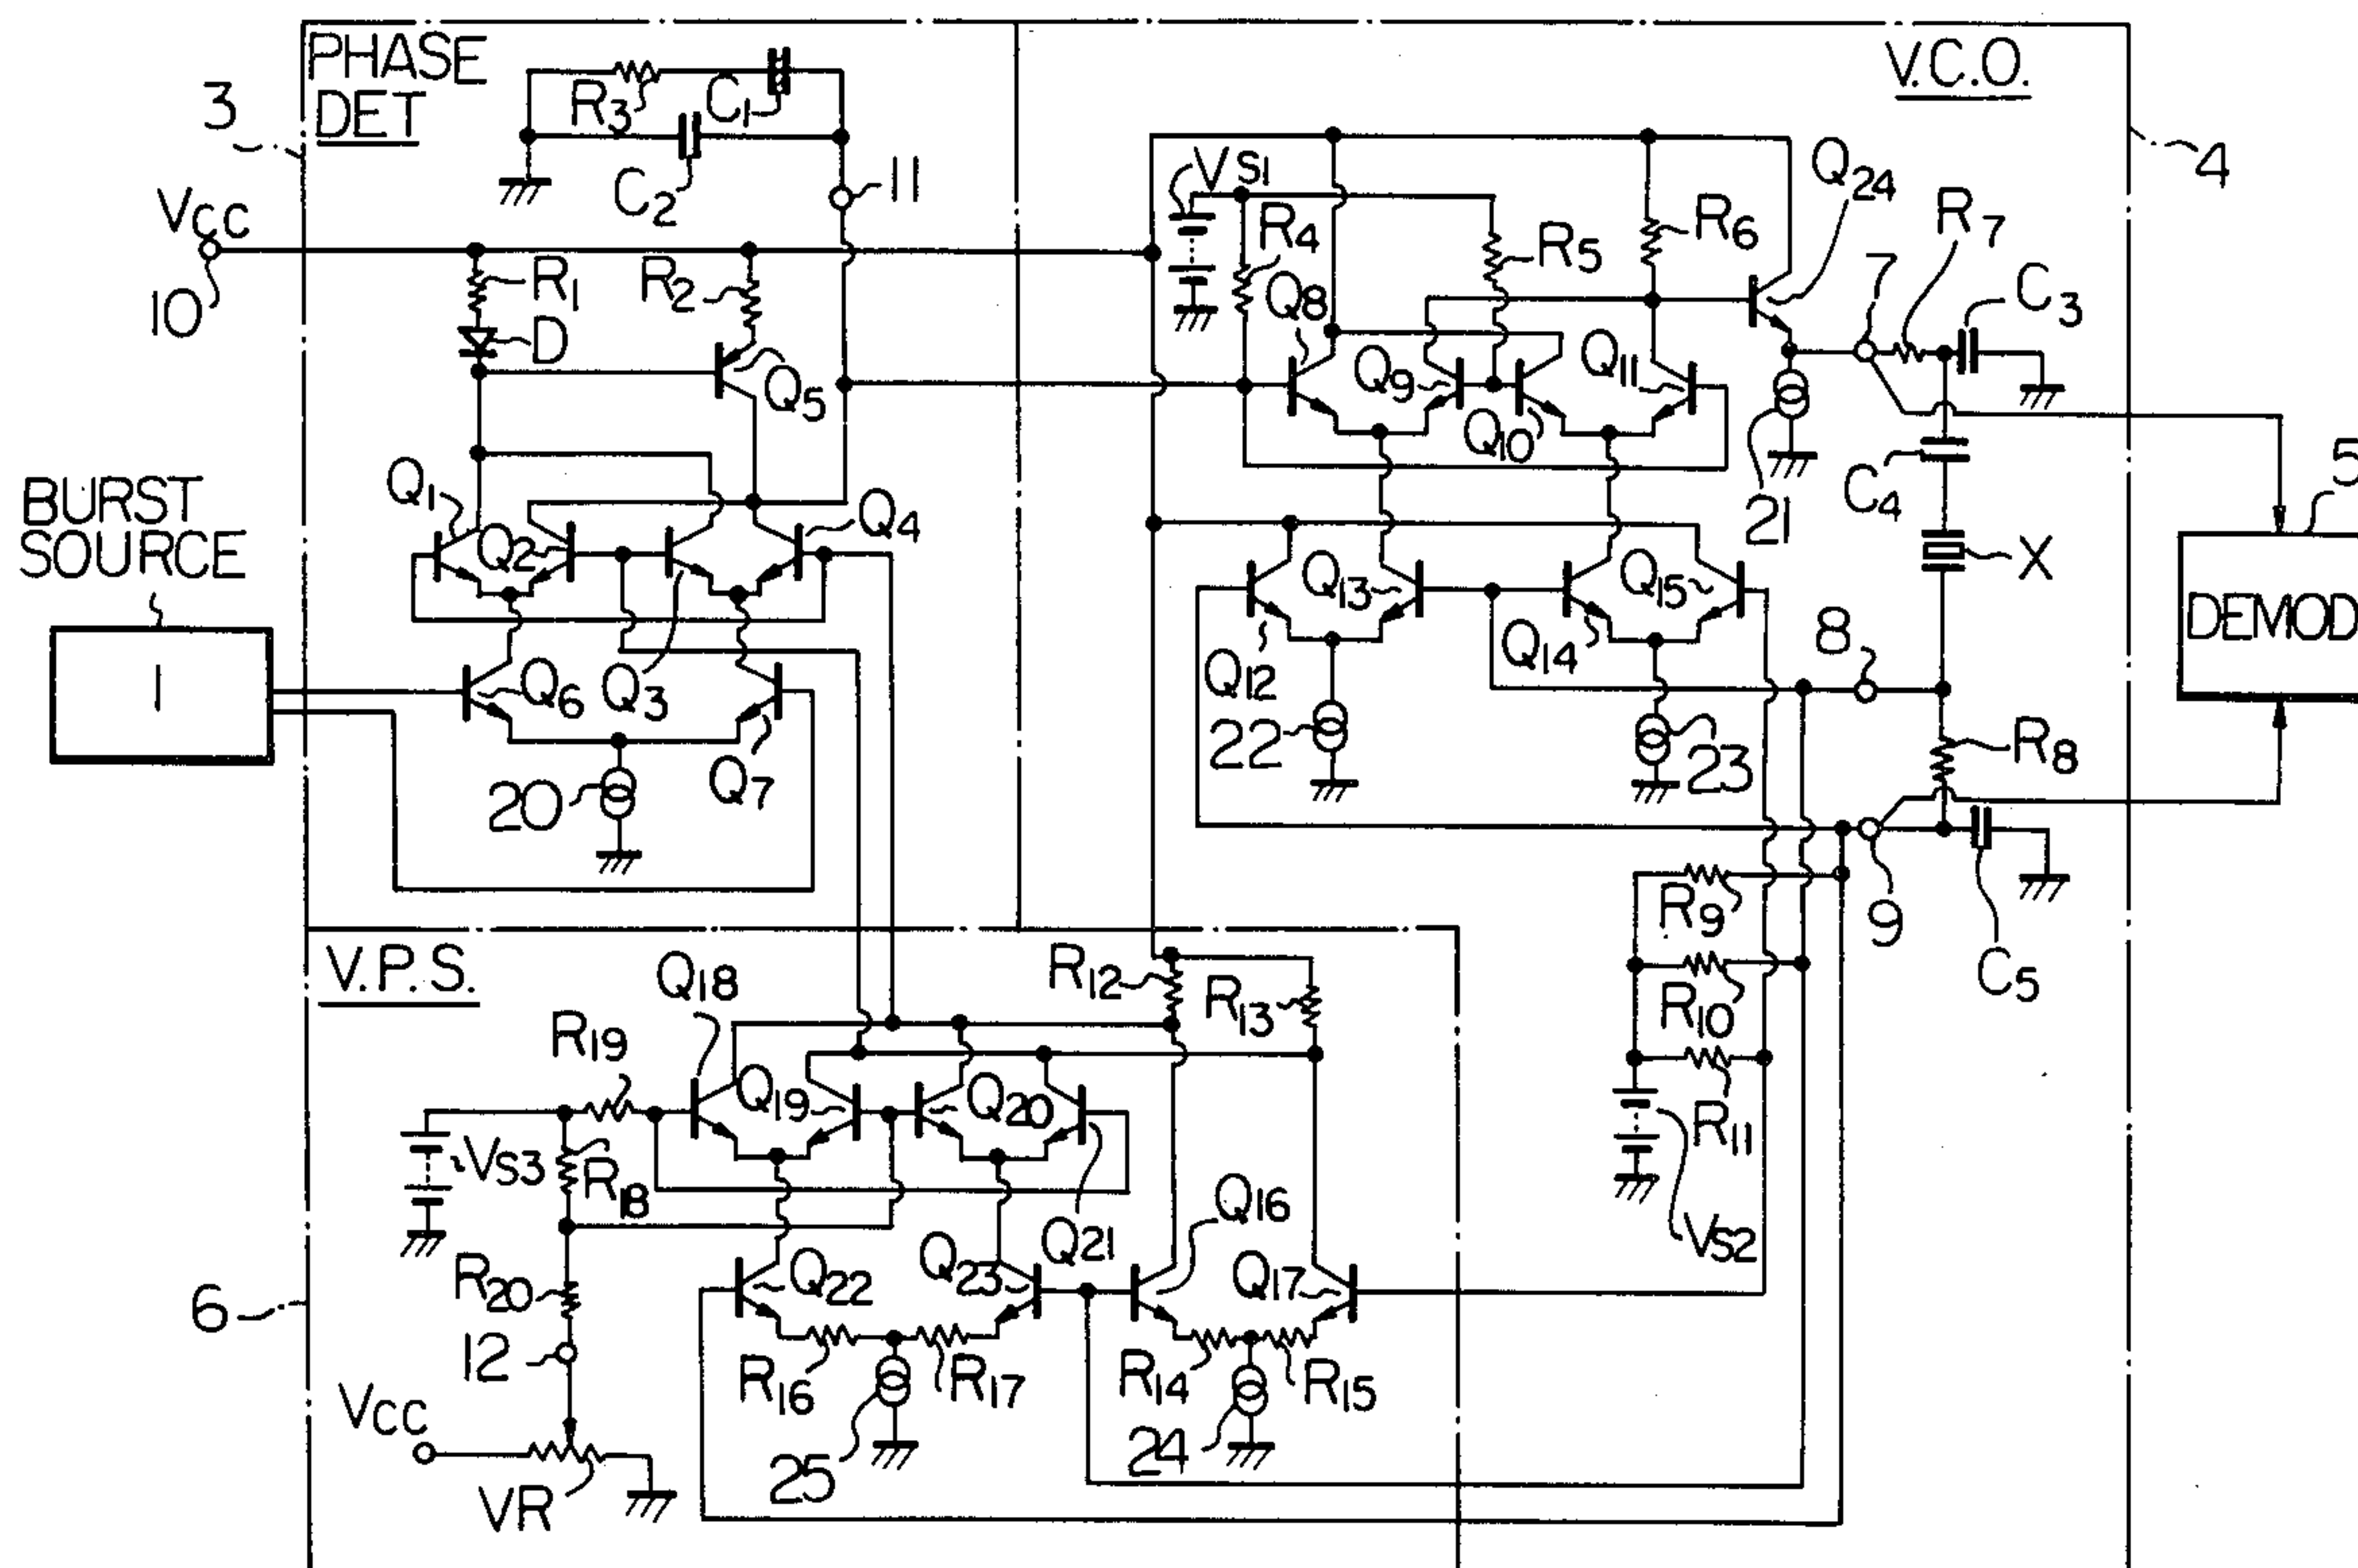 PHASE
DET
V.C.O.
3
R3
C1
C2
11
4
VCC
10
R1
R2
D
Q5
VS1
R4
R5
R6
Q24
R7
7
C3
Q8
Q9
Q10
Q11
21
C4
X
5
DEMOD
BURST
SOURCE
1
Q1
Q2
Q4
Q6
Q3
Q7
20
Q12
Q13
Q14
Q15
22
23
8
R8
9
C5
R9
R10
R11
VS2
V.P.S.
Q18
R12
R13
R19
Q19
Q20
VS3
R18
Q21
Q16
R20
Q22
Q23
Q17
6
12
R16
R17
R14
R15
VCC
25
24
VR